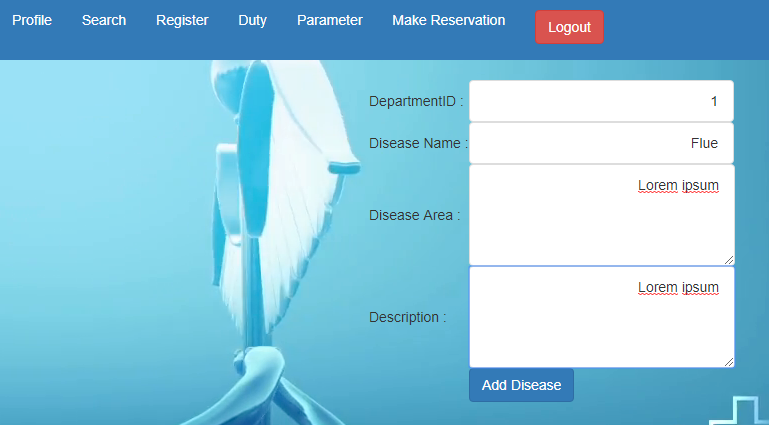 Profile Search Register Duty Parameter Make Reservation Logout
DepartmentID : 1
Disease Name : Flue
Lorem ipsum
Disease Area :
Lorem ipsum
Description :
Add Disease